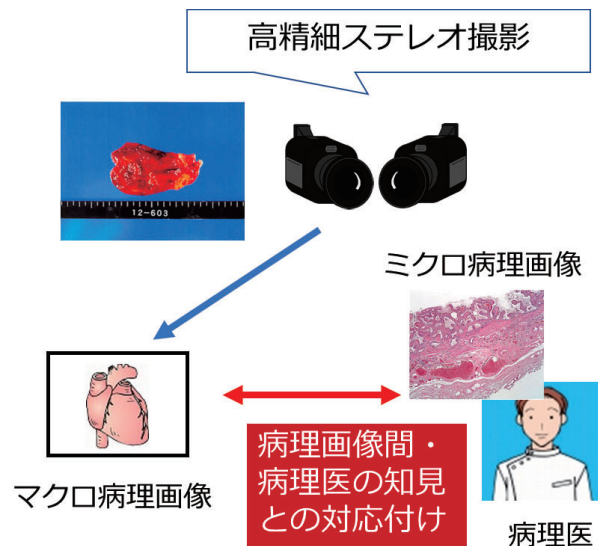 高精細ステレオ撮影
12-603
ミクロ病理画像
マクロ病理画像
病理画像間・
病理医の知見
との対応付け
病理医